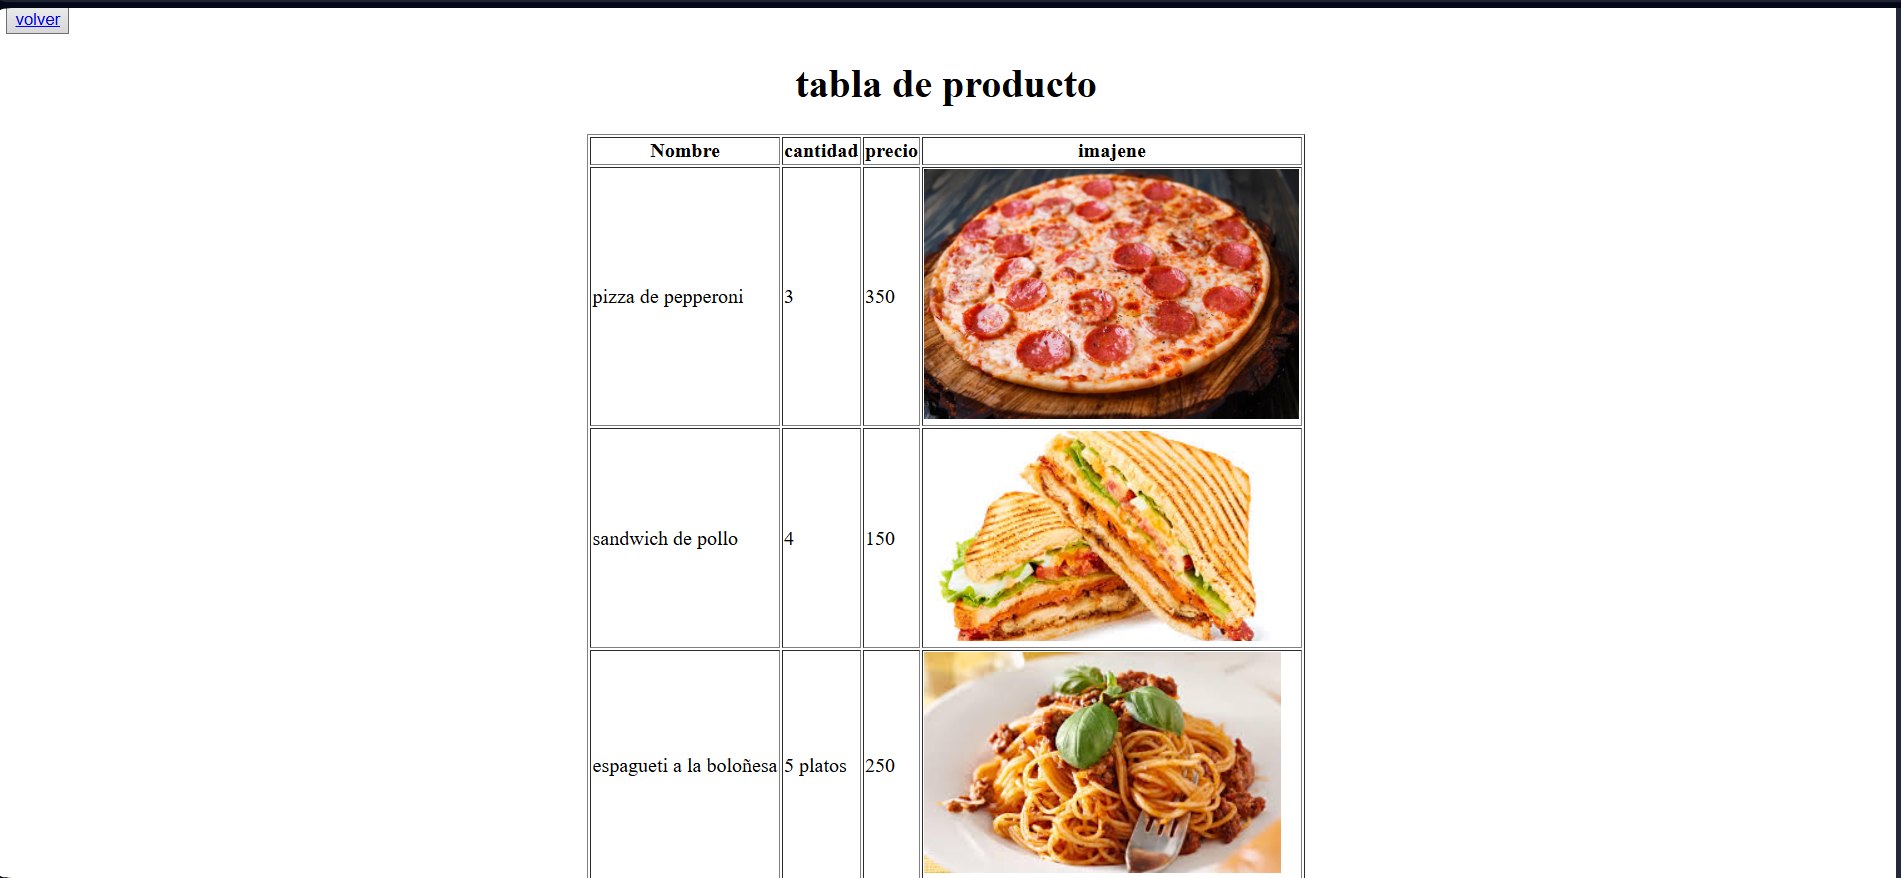 volver
tabla de producto
Nombre cantidad precio imajene
pizza de pepperoni 3 350
sandwich de pollo 4 150
espagueti a la boloñesa 5 platos 250